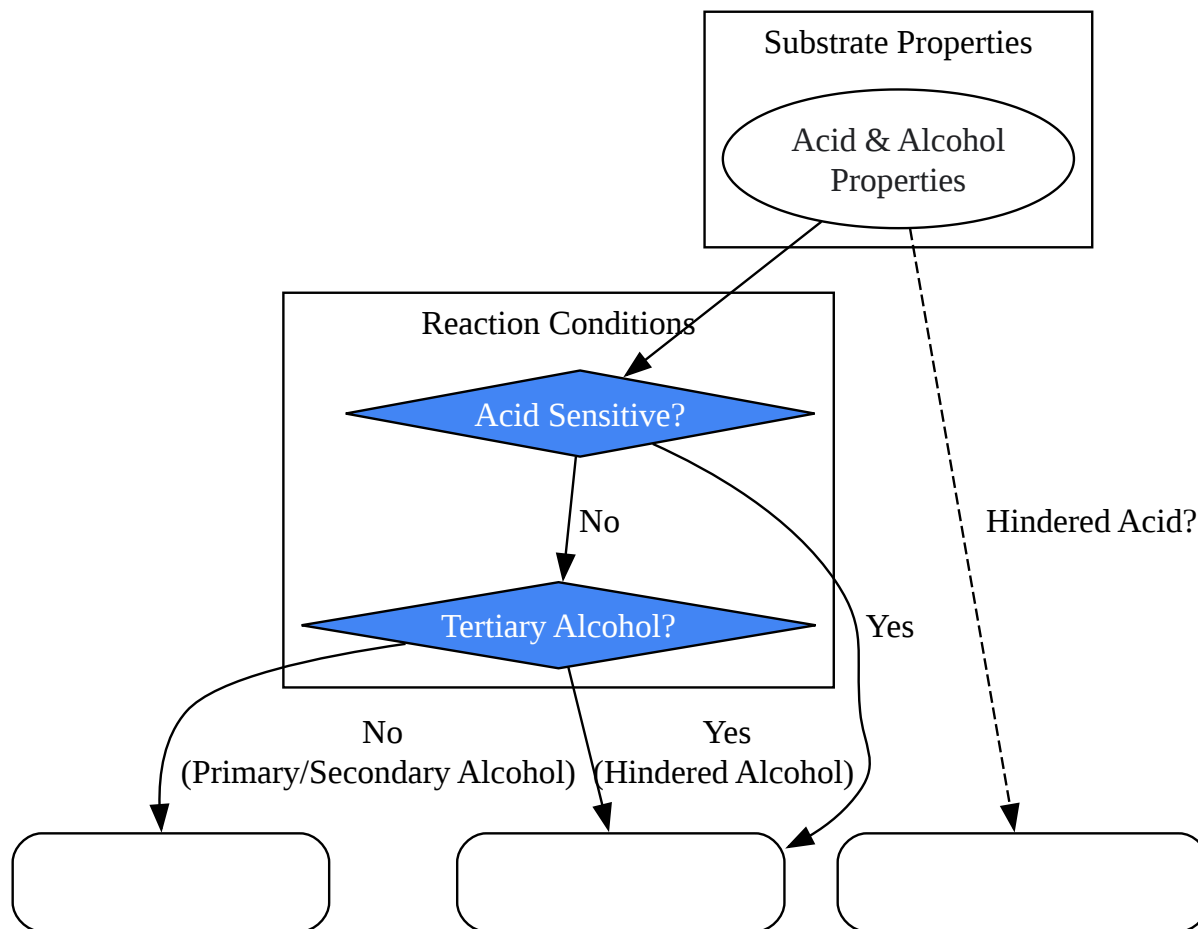 Substrate Properties
Acid & Alcohol
Properties
Reaction Conditions
Acid Sensitive?
No
Hindered Acid?
Tertiary Alcohol?
Yes
No
(Primary/Secondary Alcohol)
Yes
(Hindered Alcohol)